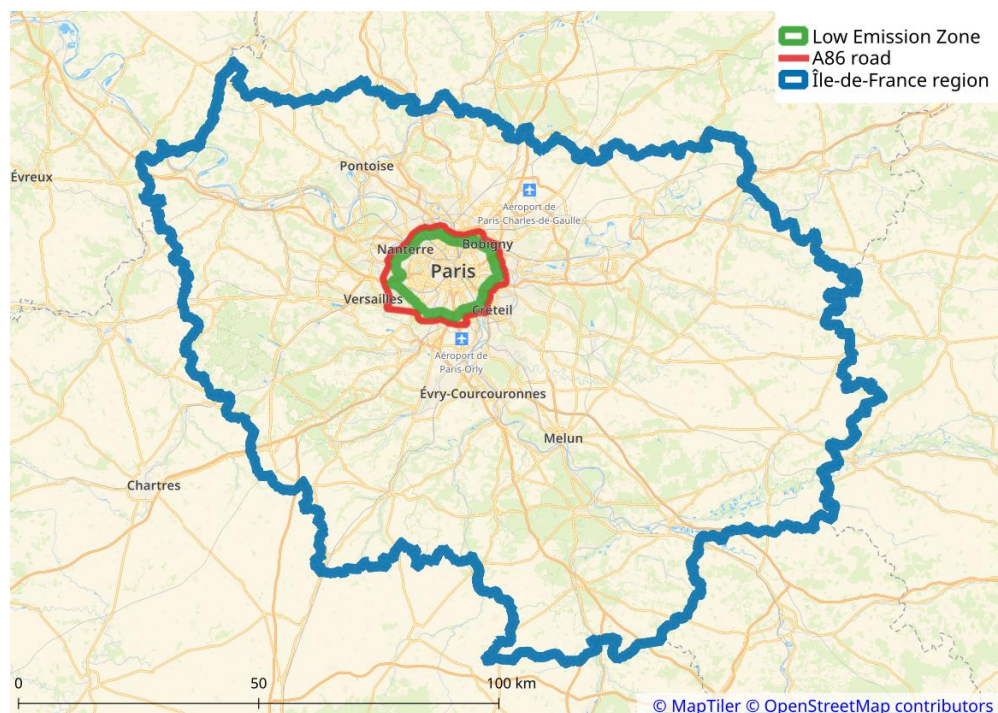 Low Emission Zone
A86 road
Île-de-France region
Pontoise
Évreux
Aéroport de
Paris-Charles-de-Gaulle
Nanterre
Bobigny
Paris
Versailles
Créteil
Aéroport de
Paris-Orly
Évry-Courcouronnes
Melun
Chartres
0 50 100 km
© MapTiler © OpenStreetMap contributors